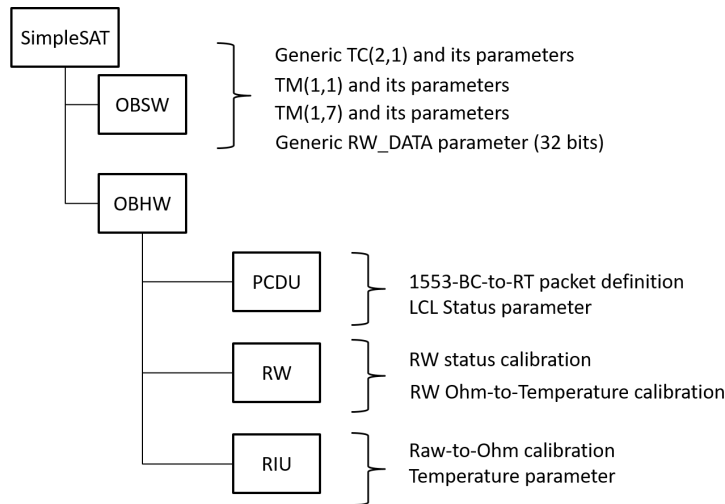 SimpleSAT
OBSW
Generic TC(2,1) and its parameters
TM(1,1) and its parameters
TM(1,7) and its parameters
Generic RW_DATA parameter (32 bits)
OBHW
PCDU
1553-BC-to-RT packet definition
LCL Status parameter
RW
RW status calibration
RW Ohm-to-Temperature calibration
RIU
Raw-to-Ohm calibration
Temperature parameter